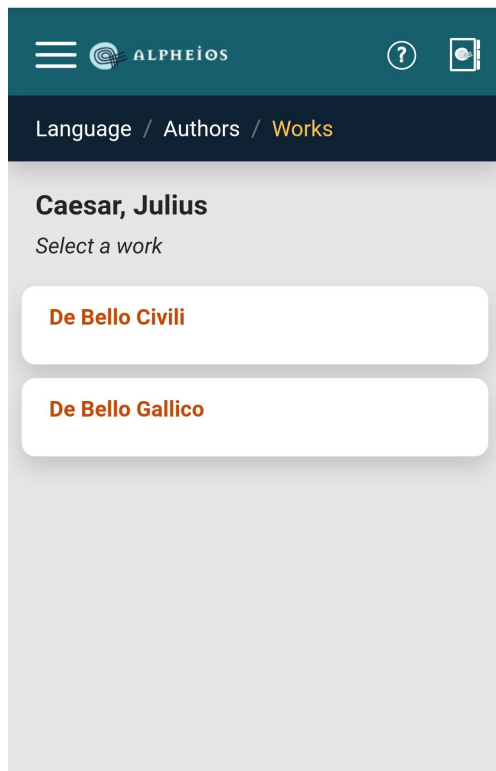 ALPHEIOS
?
Language / Authors / Works
Caesar, Julius
Select a work
De Bello Civili
De Bello Gallico